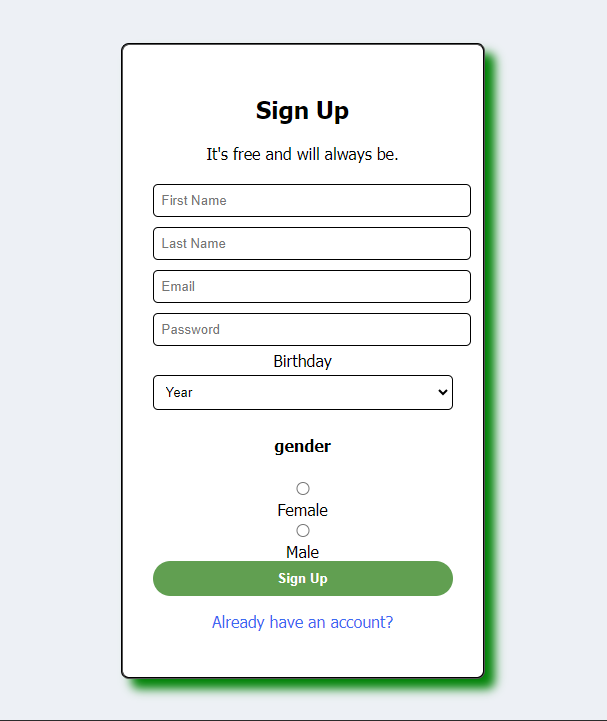 Sign Up
It's free and will always be.
First Name
Last Name
Email
Password
Birthday
Year
gender
Female
Male
Sign Up
Already have an account?